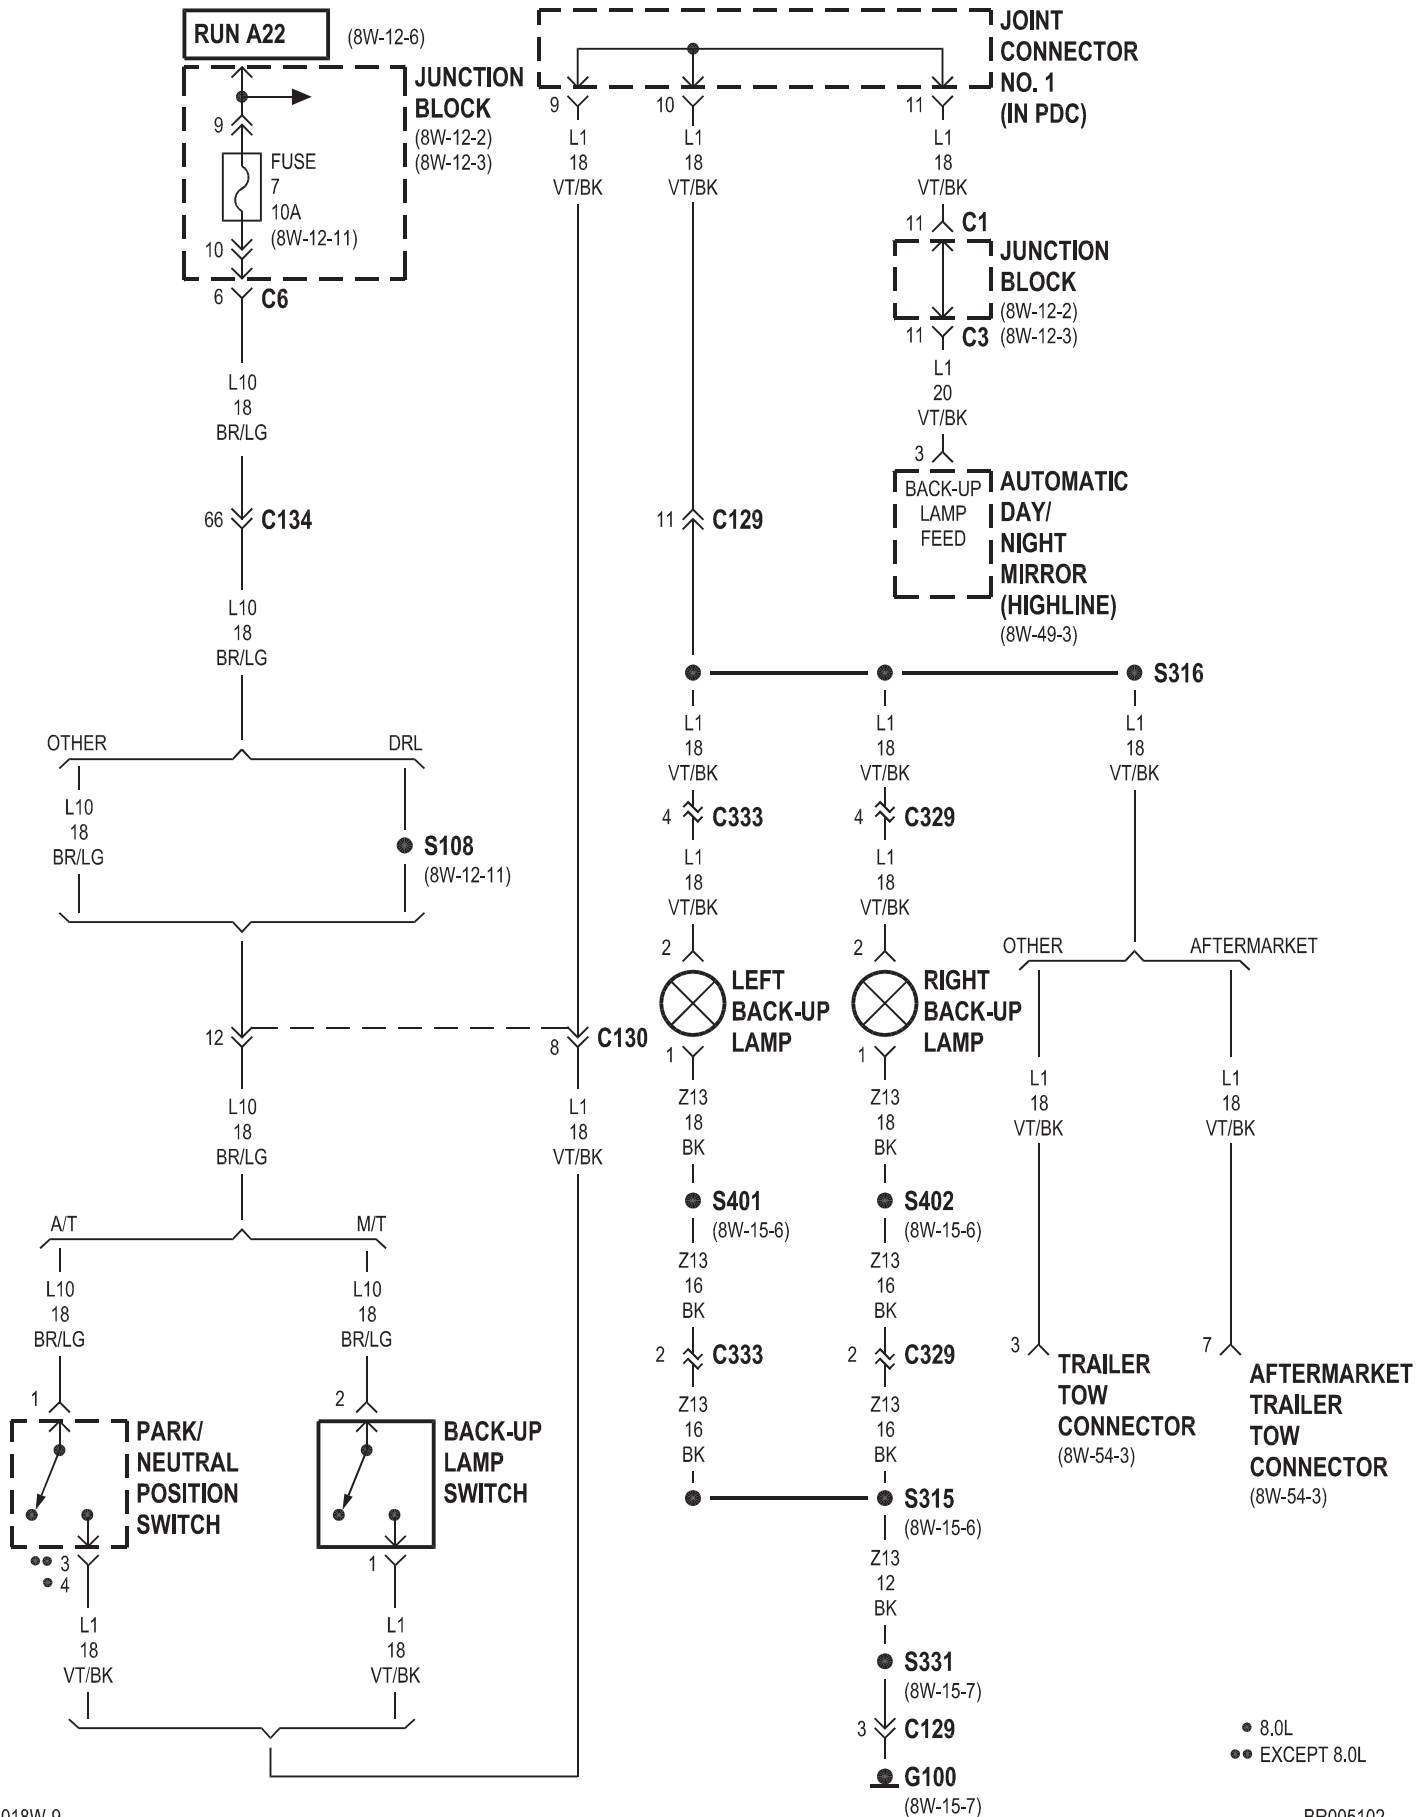 RUN A22
(8W-12-6)
JUNCTION
BLOCK
(8W-12-2)
(8W-12-3)
9
FUSE
7
10A
(8W-12-11)
10
6
C6
L10
18
BR/LG
66
C134
L10
18
BR/LG
OTHER
DRL
L10
18
BR/LG
S108
(8W-12-11)
12
L10
18
BR/LG
A/T
M/T
L10
18
BR/LG
L10
18
BR/LG
1
2
PARK/
NEUTRAL
POSITION
SWITCH
BACK-UP
LAMP
SWITCH
3
4
1
L1
18
VT/BK
L1
18
VT/BK
JOINT
CONNECTOR
NO. 1
(IN PDC)
9
10
11
L1
18
VT/BK
L1
18
VT/BK
L1
18
VT/BK
11
C1
JUNCTION
BLOCK
(8W-12-2)
(8W-12-3)
11
C3
L1
20
VT/BK
3
BACK-UP
LAMP
FEED
AUTOMATIC
DAY/
NIGHT
MIRROR
(HIGHLINE)
(8W-49-3)
11
C129
S316
L1
18
VT/BK
L1
18
VT/BK
L1
18
VT/BK
4
C333
4
C329
L1
18
VT/BK
L1
18
VT/BK
2
2
LEFT
BACK-UP
LAMP
RIGHT
BACK-UP
LAMP
OTHER
AFTERMARKET
8
C130
L1
18
VT/BK
1
1
Z13
18
BK
Z13
18
BK
L1
18
VT/BK
L1
18
VT/BK
S401
(8W-15-6)
S402
(8W-15-6)
Z13
16
BK
Z13
16
BK
2
C333
2
C329
3
TRAILER
TOW
CONNECTOR
(8W-54-3)
7
AFTERMARKET
TRAILER
TOW
CONNECTOR
(8W-54-3)
Z13
16
BK
Z13
16
BK
S315
(8W-15-6)
Z13
12
BK
S331
(8W-15-7)
3
C129
G100
(8W-15-7)
8.0L
EXCEPT 8.0L